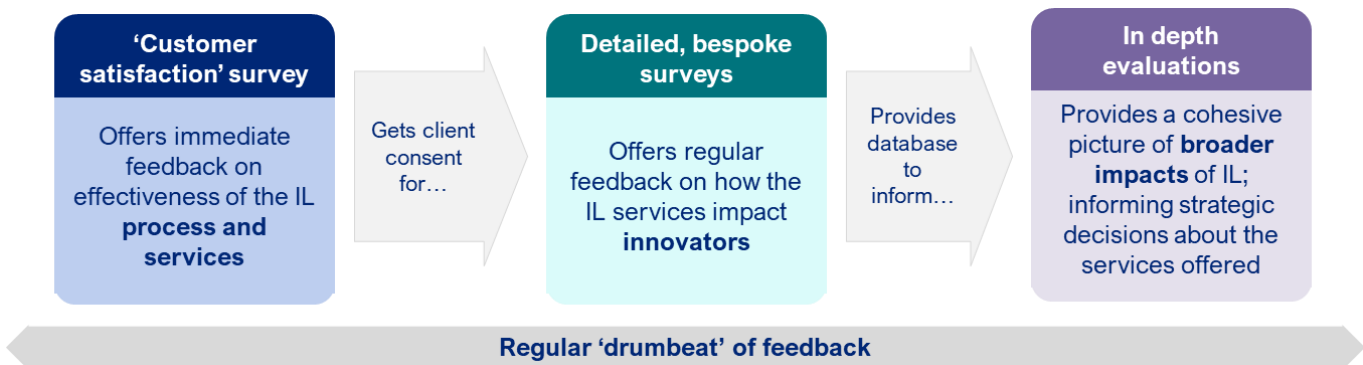 ‘Customer
satisfaction’ survey
Offers immediate
feedback on
effectiveness of the IL
process and
services
Gets client
consent
for…
Detailed, bespoke
surveys
Offers regular
feedback on how the
IL services impact
innovators
Provides
database
to
inform…
In depth
evaluations
Provides a cohesive
picture of broader
impacts of IL;
informing strategic
decisions about the
services offered
Regular ‘drumbeat’ of feedback